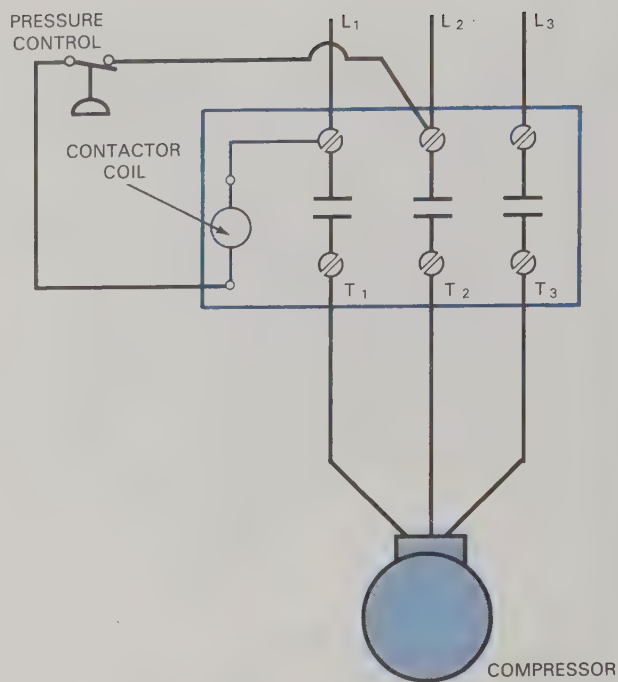 PRESSURE
CONTROL
L1
L2
L3
CONTACTOR
COIL
T1
T2
T3
COMPRESSOR